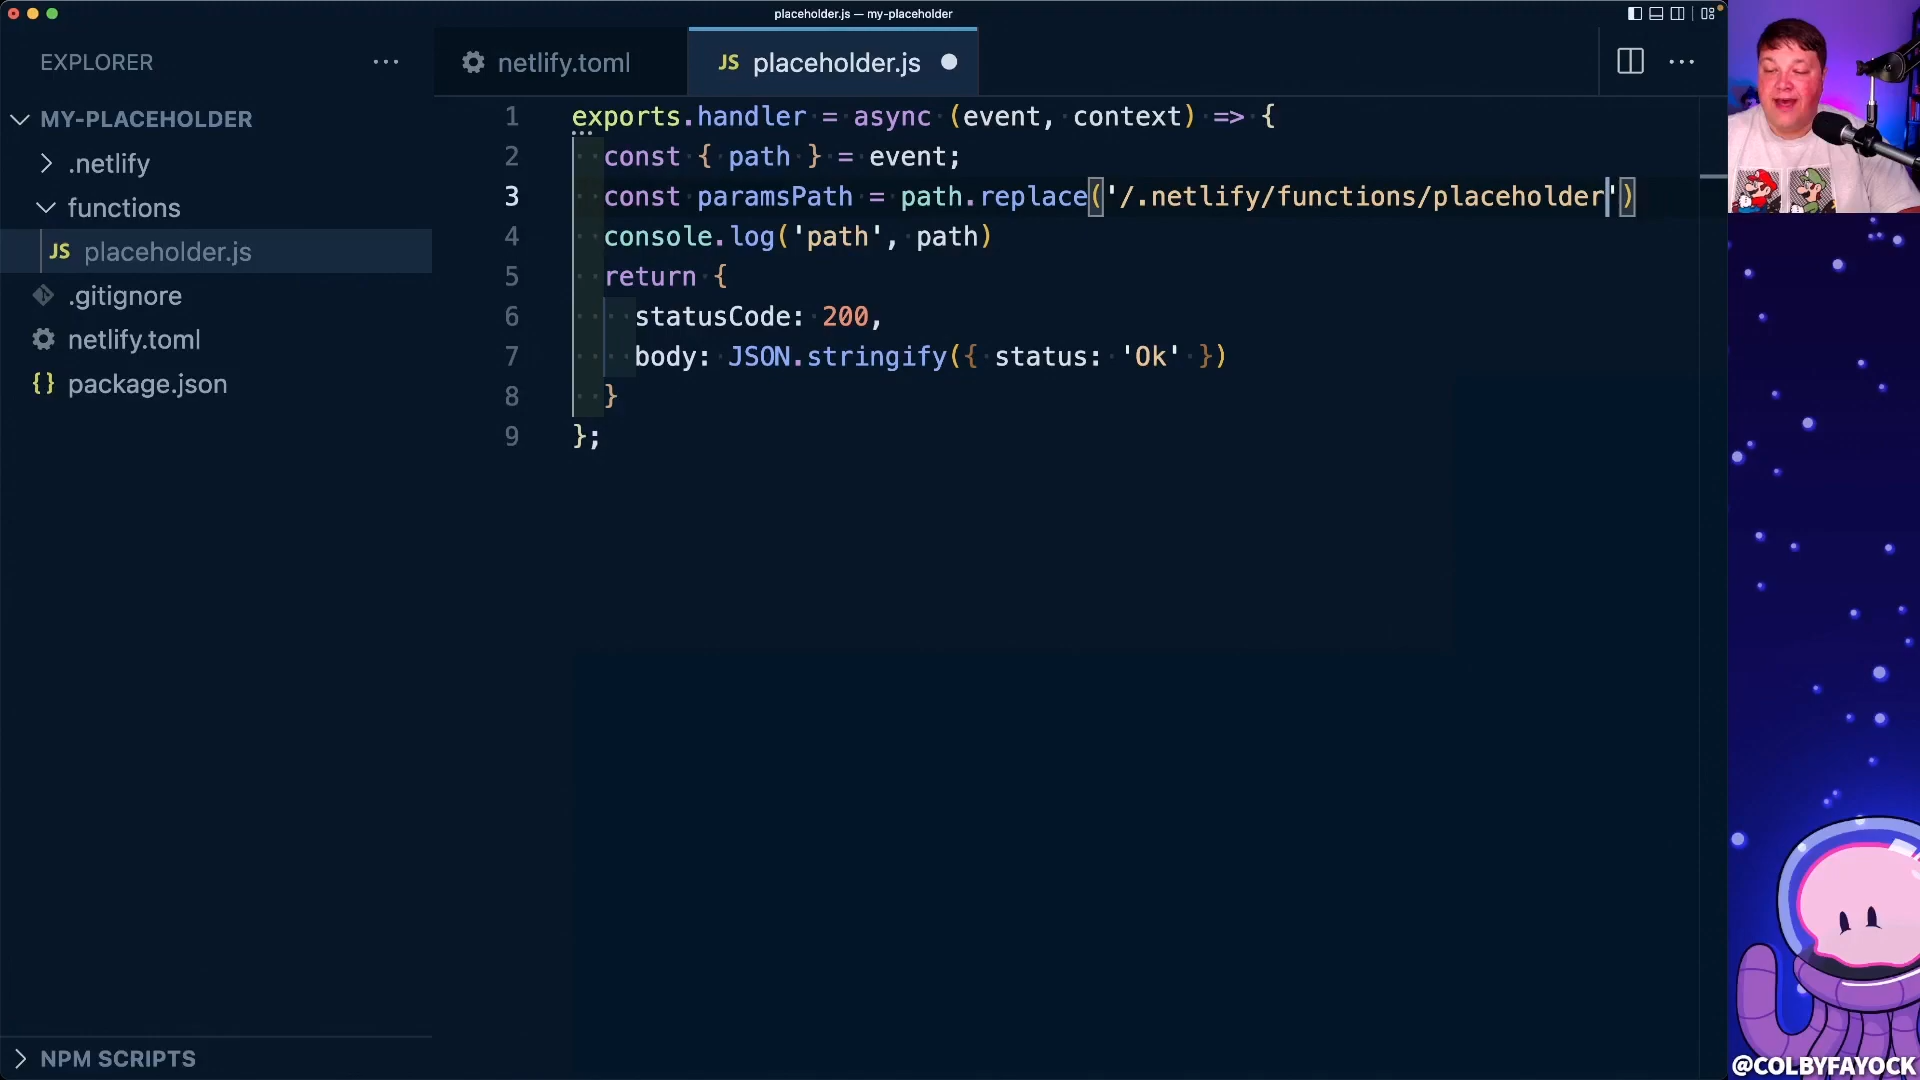 placeholder.js — my-placeholder
EXPLORER
netlify.toml
JS placeholder.js
MY-PLACEHOLDER
.netlify
functions
JS placeholder.js
.gitignore
netlify.toml
{} package.json
1 exports.handler = async (event, context) => {
2 const { path } = event;
3 const paramsPath = path.replace('/.netlify/functions/placeholder')
4 console.log('path', path)
5 return {
6 statusCode: 200,
7 body: JSON.stringify({ status: 'Ok' })
8 }
9 };
NPM SCRIPTS
@COLBYFAYOCK